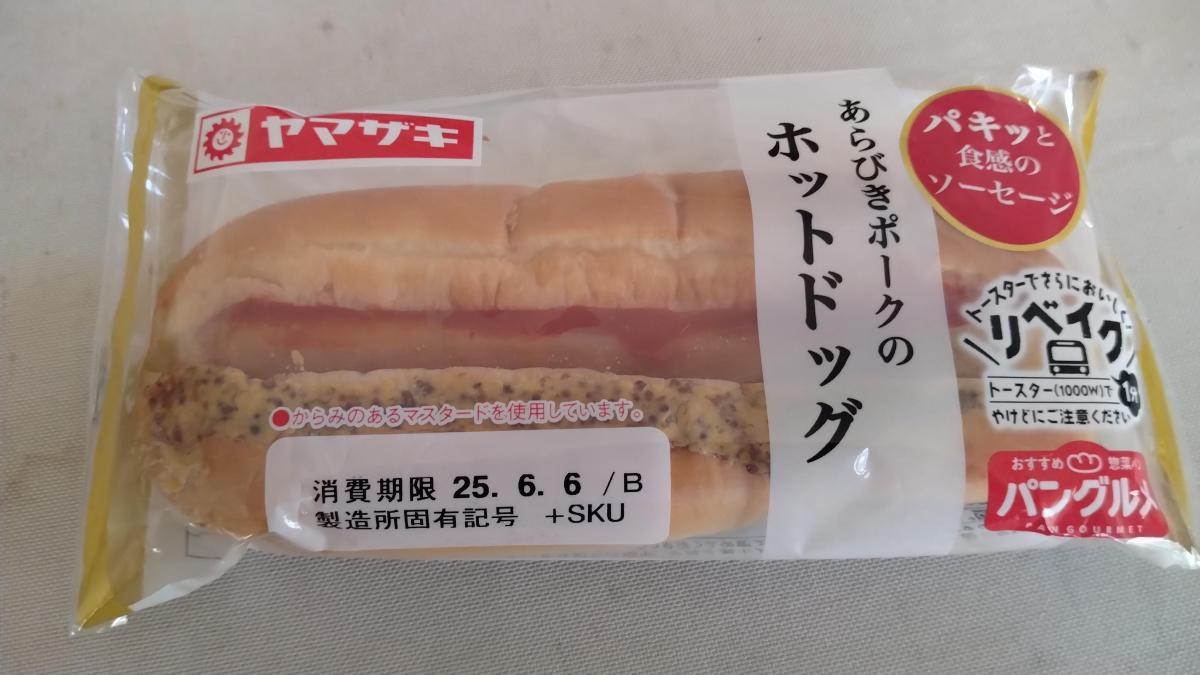 ヤマザキ
あらびきポークの
ホットドッグ
パキッと
食感の
ソーセージ
トースターでさらにおいし
リベイク
トースター(1000W)で
やけどにご注意ください
●からみのあるマスタードを使用しています。
消費期限 25. 6. 6 /B
製造所固有記号 +SKU
おすすめ 惣菜パン
パングルメ
PAN GOURMET